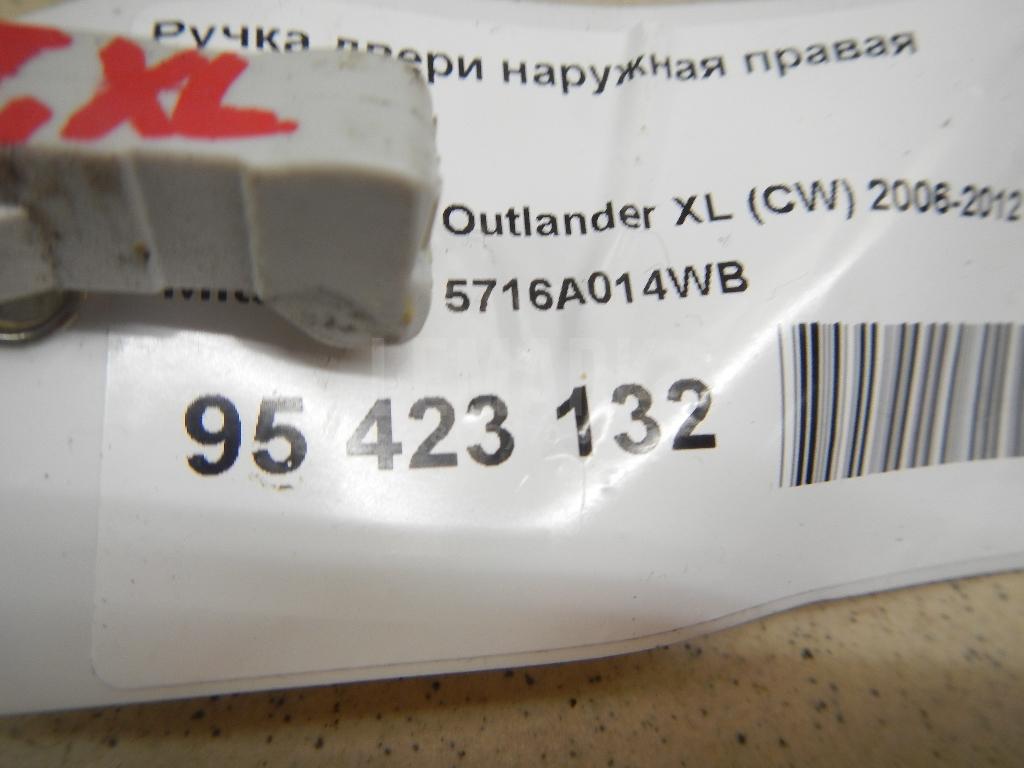 Ручка двери наружная правая
XL
Outlander XL (CW) 2006-2012
5716A014WB
95 423 132